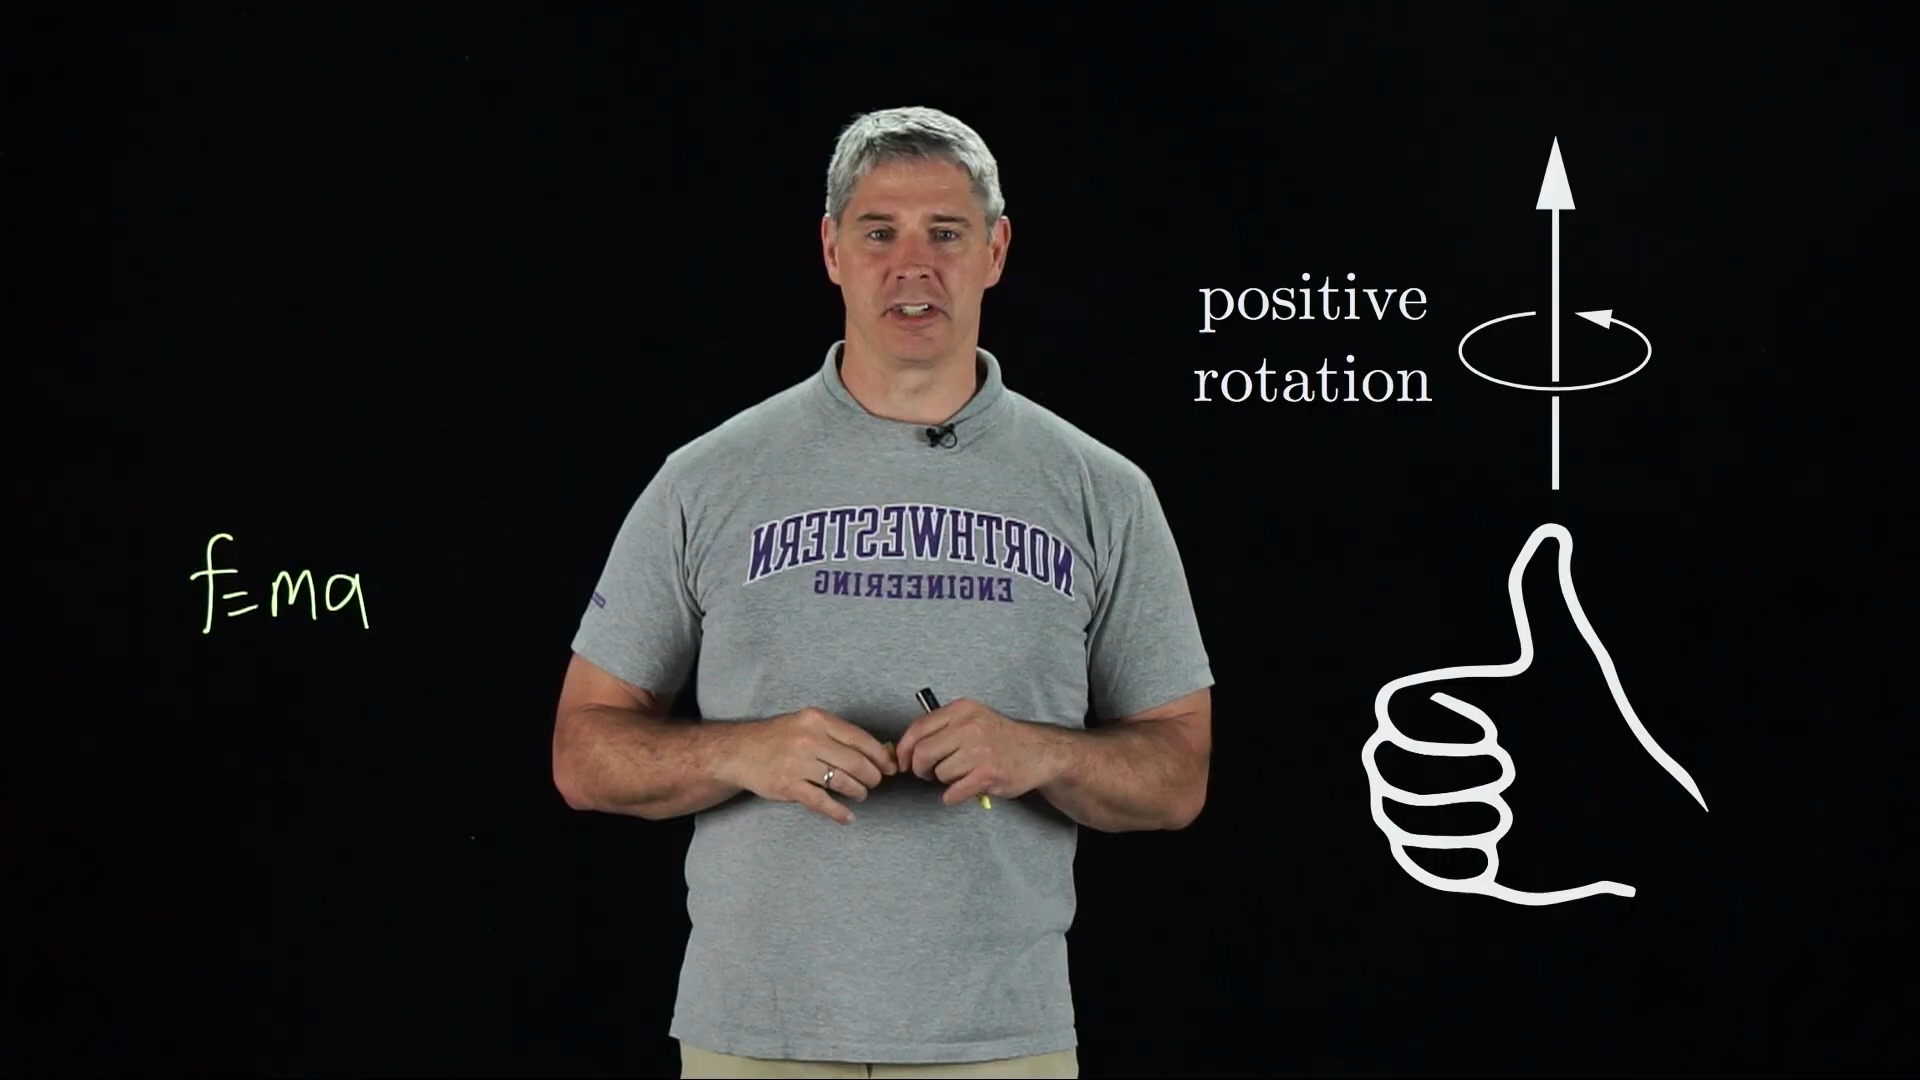 f=ma
positive
rotation
NORTHWESTERN
ENGINEERING